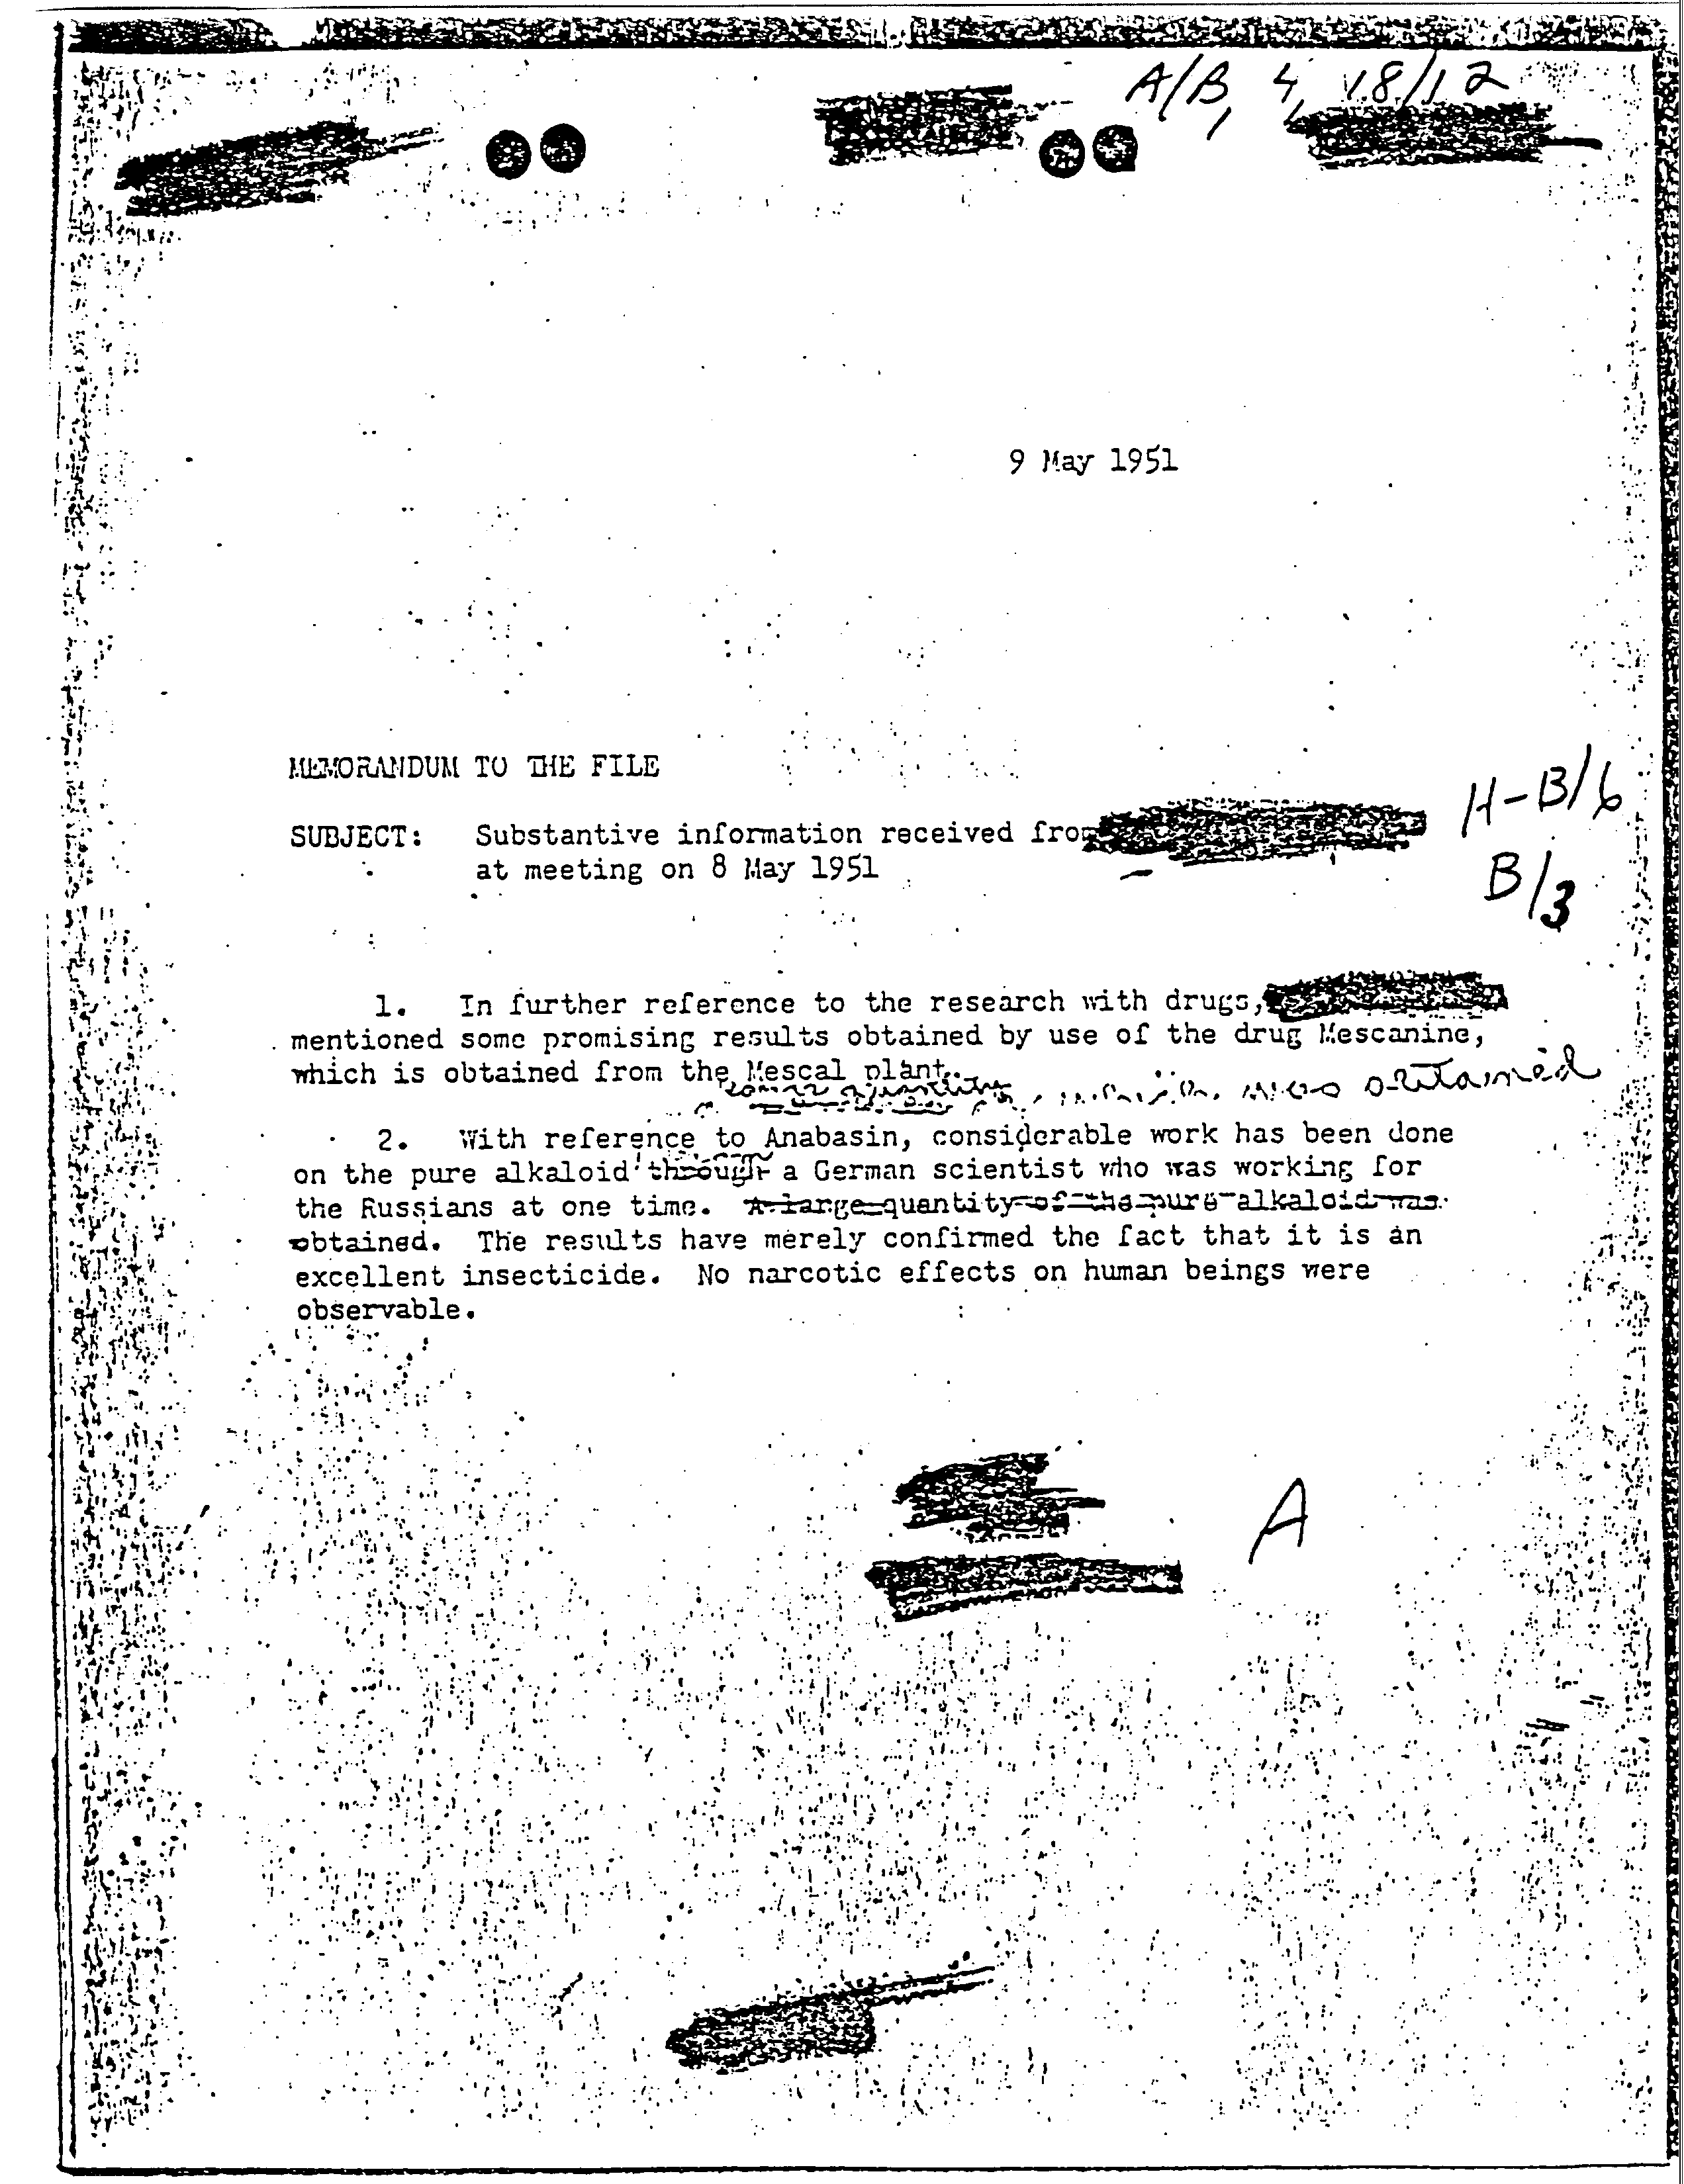 A/B, 4, 18/12
9 May 1951
MEMORANDUM TO THE FILE
H-B/6
SUBJECT: Substantive information received from
at meeting on 8 May 1951
B/3
1. In further reference to the research with drugs,
mentioned some promising results obtained by use of the drug Mescanine,
which is obtained from the Mescal plant.
quantity was obtained
2. With reference to Anabasin, considerable work has been done
on the pure alkaloid through a German scientist who was working for
the Russians at one time. A large quantity of the pure alkaloid was
obtained. The results have merely confirmed the fact that it is an
excellent insecticide. No narcotic effects on human beings were
observable.
A